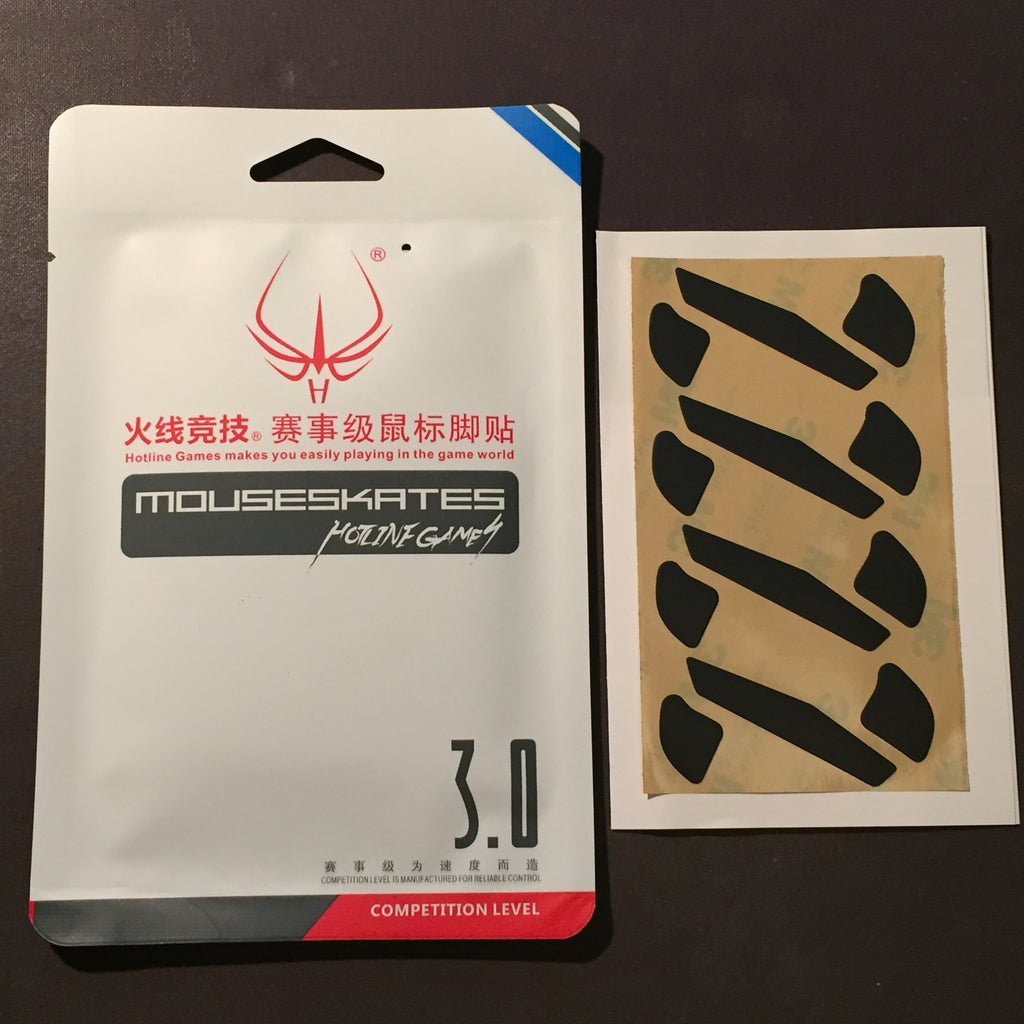 ®
H
火线竞技® 赛事级鼠标脚贴
Hotline Games makes you easily playing in the game world
MOUSESKATES
HOTLINE GAMES
3.0
赛事级为速度而造
COMPETITION LEVEL IS MANUFACTURED FOR RELIABLE CONTROL
COMPETITION LEVEL